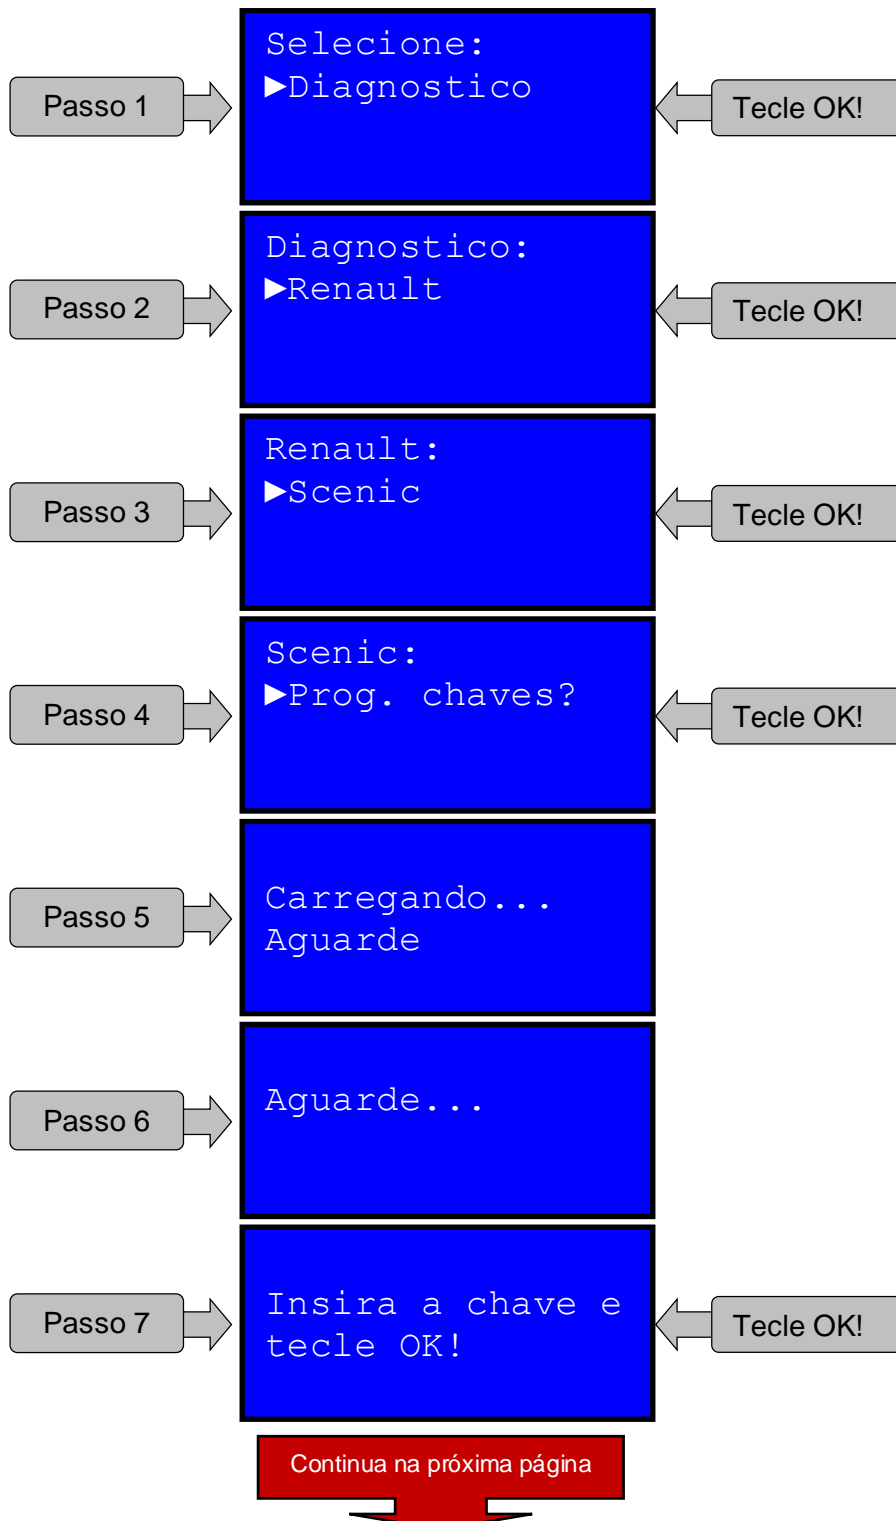 Selecione:
Passo 1
►Diagnostico
Tecle OK!
Diagnostico:
Passo 2
►Renault
Tecle OK!
Renault:
Passo 3
►Scenic
Tecle OK!
Scenic:
Passo 4
►Prog. chaves?
Tecle OK!
Passo 5
Carregando...
Aguarde
Passo 6
Aguarde...
Passo 7
Insira a chave e
tecle OK!
Tecle OK!
Continua na próxima página